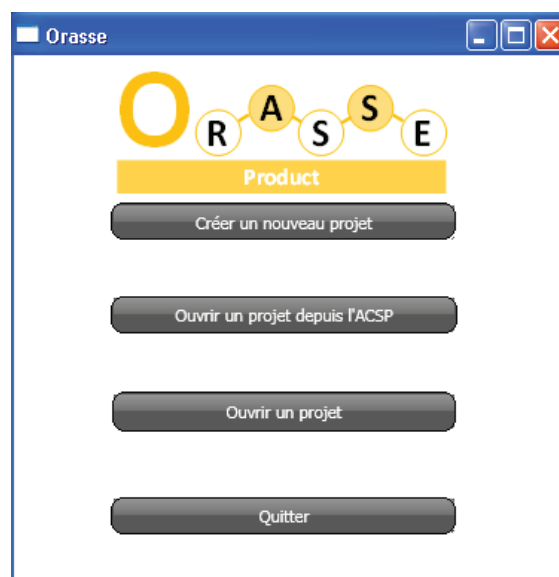 Orasse
ORASSE
Product
Créer un nouveau projet
Ouvrir un projet depuis l'ACSP
Ouvrir un projet
Quitter